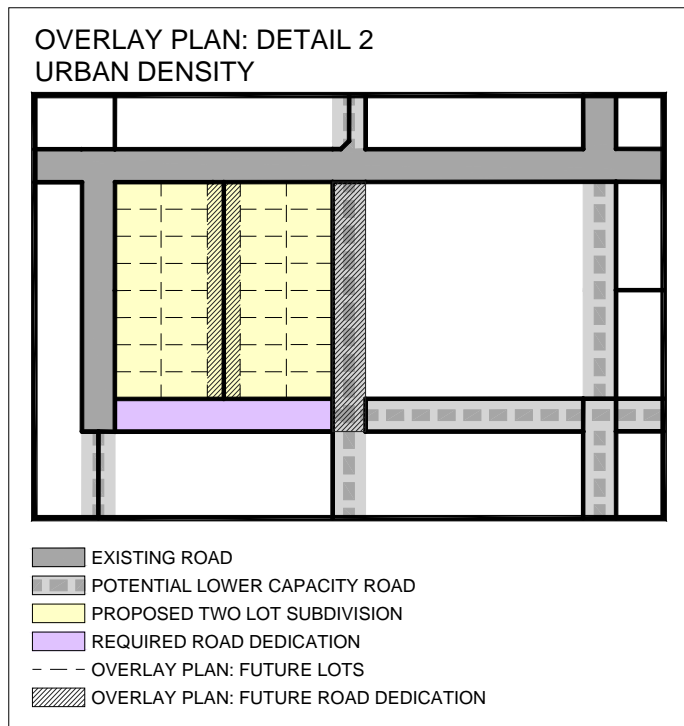 OVERLAY PLAN: DETAIL 2
URBAN DENSITY
EXISTING ROAD
POTENTIAL LOWER CAPACITY ROAD
PROPOSED TWO LOT SUBDIVISION
REQUIRED ROAD DEDICATION
OVERLAY PLAN: FUTURE LOTS
OVERLAY PLAN: FUTURE ROAD DEDICATION